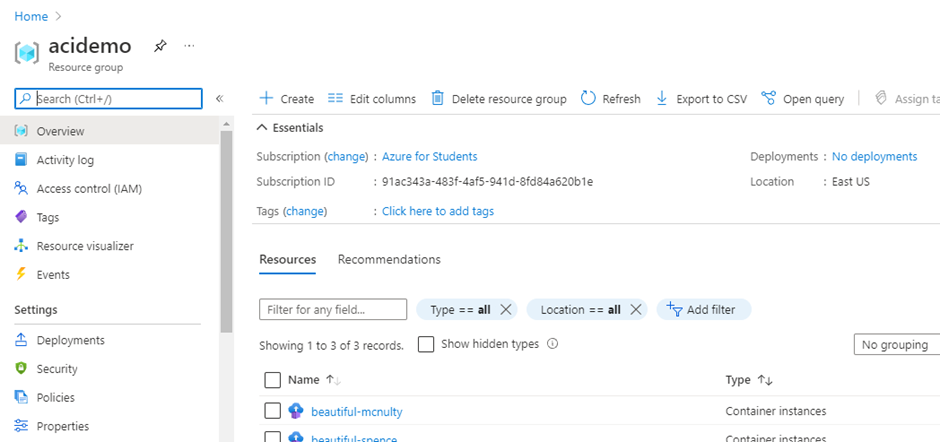 Home >
acidemo
Resource group
Search (Ctrl+/)
Overview
Activity log
Access control (IAM)
Tags
Resource visualizer
Events
Settings
Deployments
Security
Policies
Properties
Create Edit columns Delete resource group Refresh Export to CSV Open query Assign ta
Essentials
Subscription (change) : Azure for Students
Subscription ID : 91ac343a-483f-4af5-941d-8fd84a620b1e
Tags (change) : Click here to add tags
Deployments : No deployments
Location : East US
Resources Recommendations
Filter for any field... Type == all Location == all Add filter
Showing 1 to 3 of 3 records. Show hidden types No grouping
Name Type
beautiful-mcnulty Container instances
beautiful-spence Container instances